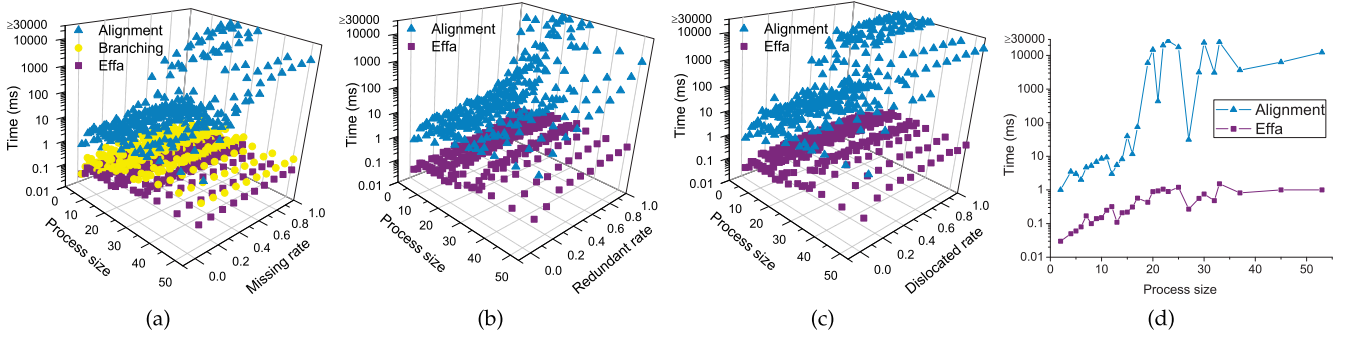 ≥30000
10000
1000
100
10
1
0.1
0.01
Time (ms)
Alignment
Branching
Effa
0
10
20
30
40
50
Process size
0.0
0.2
0.4
0.6
0.8
1.0
Missing rate
(a)
≥30000
10000
1000
100
10
1
0.1
0.01
Time (ms)
Alignment
Effa
0
10
20
30
40
50
Process size
0.0
0.2
0.4
0.6
0.8
1.0
Redundant rate
(b)
≥30000
10000
1000
100
10
1
0.1
0.01
Time (ms)
Alignment
Effa
0
10
20
30
40
50
Process size
0.0
0.2
0.4
0.6
0.8
1.0
Dislocated rate
(c)
≥30000
10000
1000
100
10
1
0.1
0.01
Time (ms)
Alignment
Effa
0 10 20 30 40 50
Process size
(d)